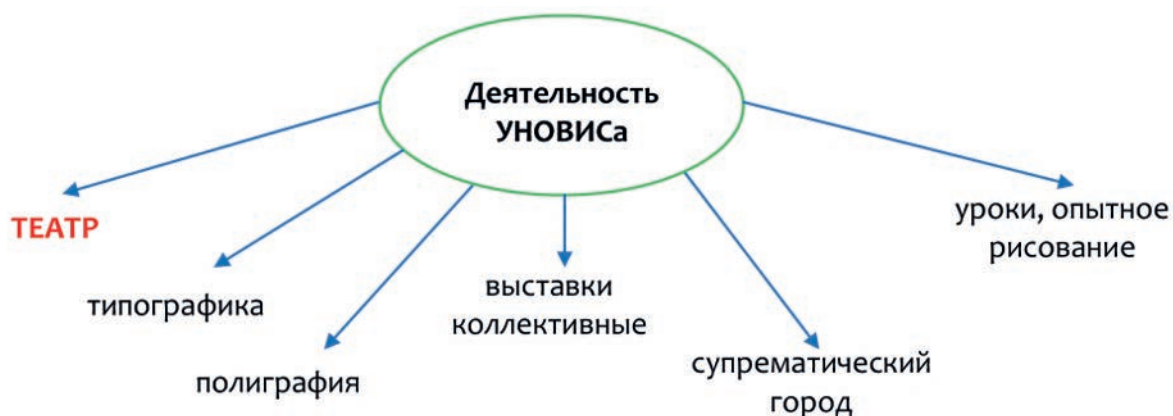 Деятельность
УНОВИСа
ТЕАТР
типографика
полиграфия
выставки
коллективные
супрематический
город
уроки, опытное
рисование